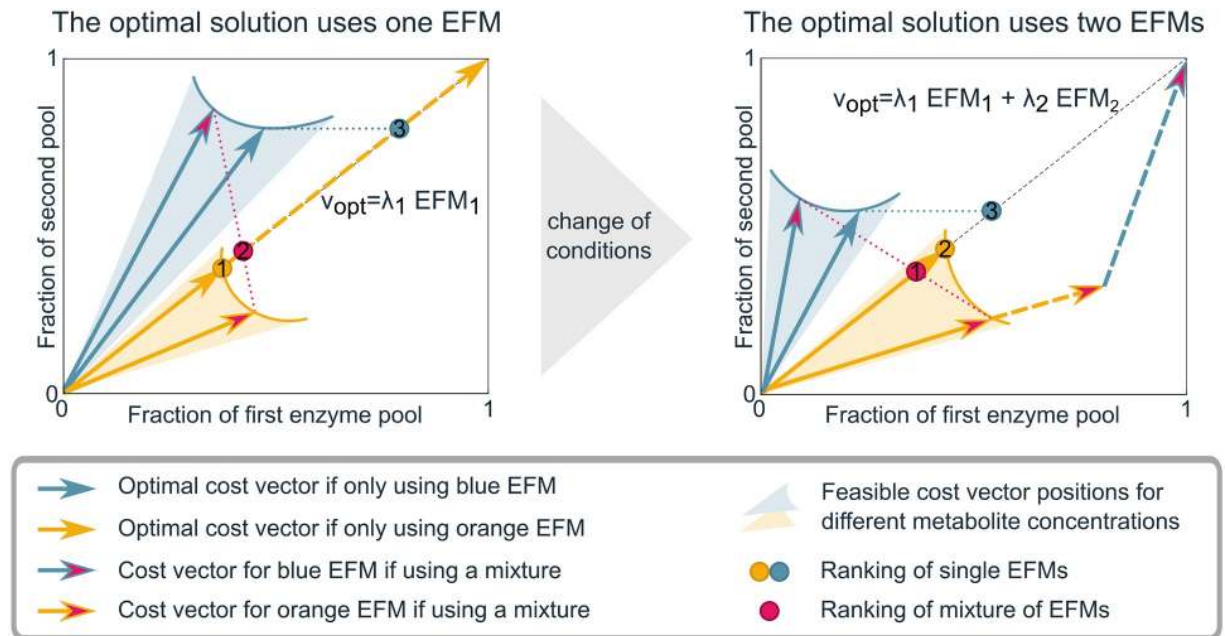 The optimal solution uses one EFM
The optimal solution uses two EFMs
1
Fraction of second pool
3
vopt=λ1 EFM1
2
1
0
0
Fraction of first enzyme pool
1
change of
conditions
1
vopt=λ1 EFM1 + λ2 EFM2
Fraction of second pool
3
2
1
0
0
Fraction of first enzyme pool
1
Optimal cost vector if only using blue EFM
Optimal cost vector if only using orange EFM
Cost vector for blue EFM if using a mixture
Cost vector for orange EFM if using a mixture
Feasible cost vector positions for
different metabolite concentrations
Ranking of single EFMs
Ranking of mixture of EFMs